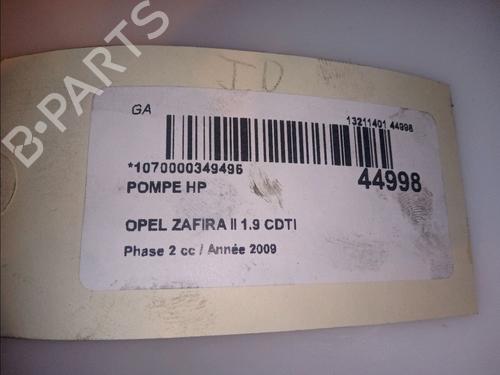 B-PARTS
ID
GA
13211401 44998
*1070000349496
44998
POMPE HP
OPEL ZAFIRA II 1.9 CDTI
Phase 2 cc / Année 2009